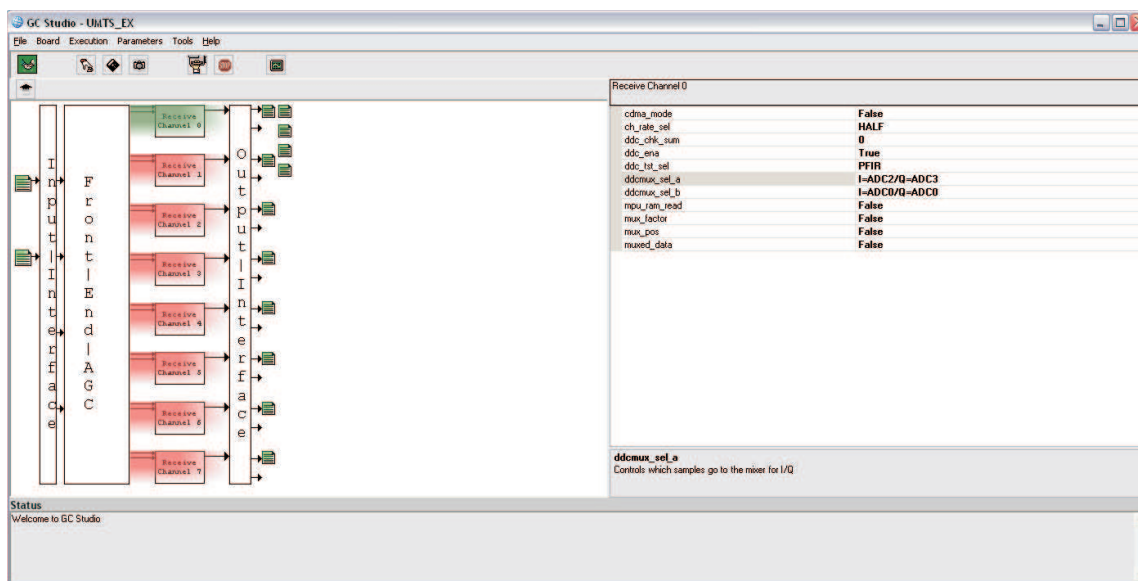 GC Studio - UMTS_EX
File Board Execution Parameters Tools Help
Receive Channel 0
cdma_mode False
ch_rate_sel HALF
ddc_chk_sum 0
ddc_ena True
ddc_tst_sel PFIR
ddcmux_sel_a I=ADC2/Q=ADC3
ddcmux_sel_b I=ADC0/Q=ADC0
mpu_ram_read False
mux_factor False
mux_pos False
muxed_data False
Input|Interface
Front|End|AGC
Receive
Channel 0
Receive
Channel 1
Receive
Channel 2
Receive
Channel 3
Receive
Channel 4
Receive
Channel 5
Receive
Channel 6
Receive
Channel 7
Output|Interface
ddcmux_sel_a
Controls which samples go to the mixer for I/Q
Status
Welcome to GC Studio